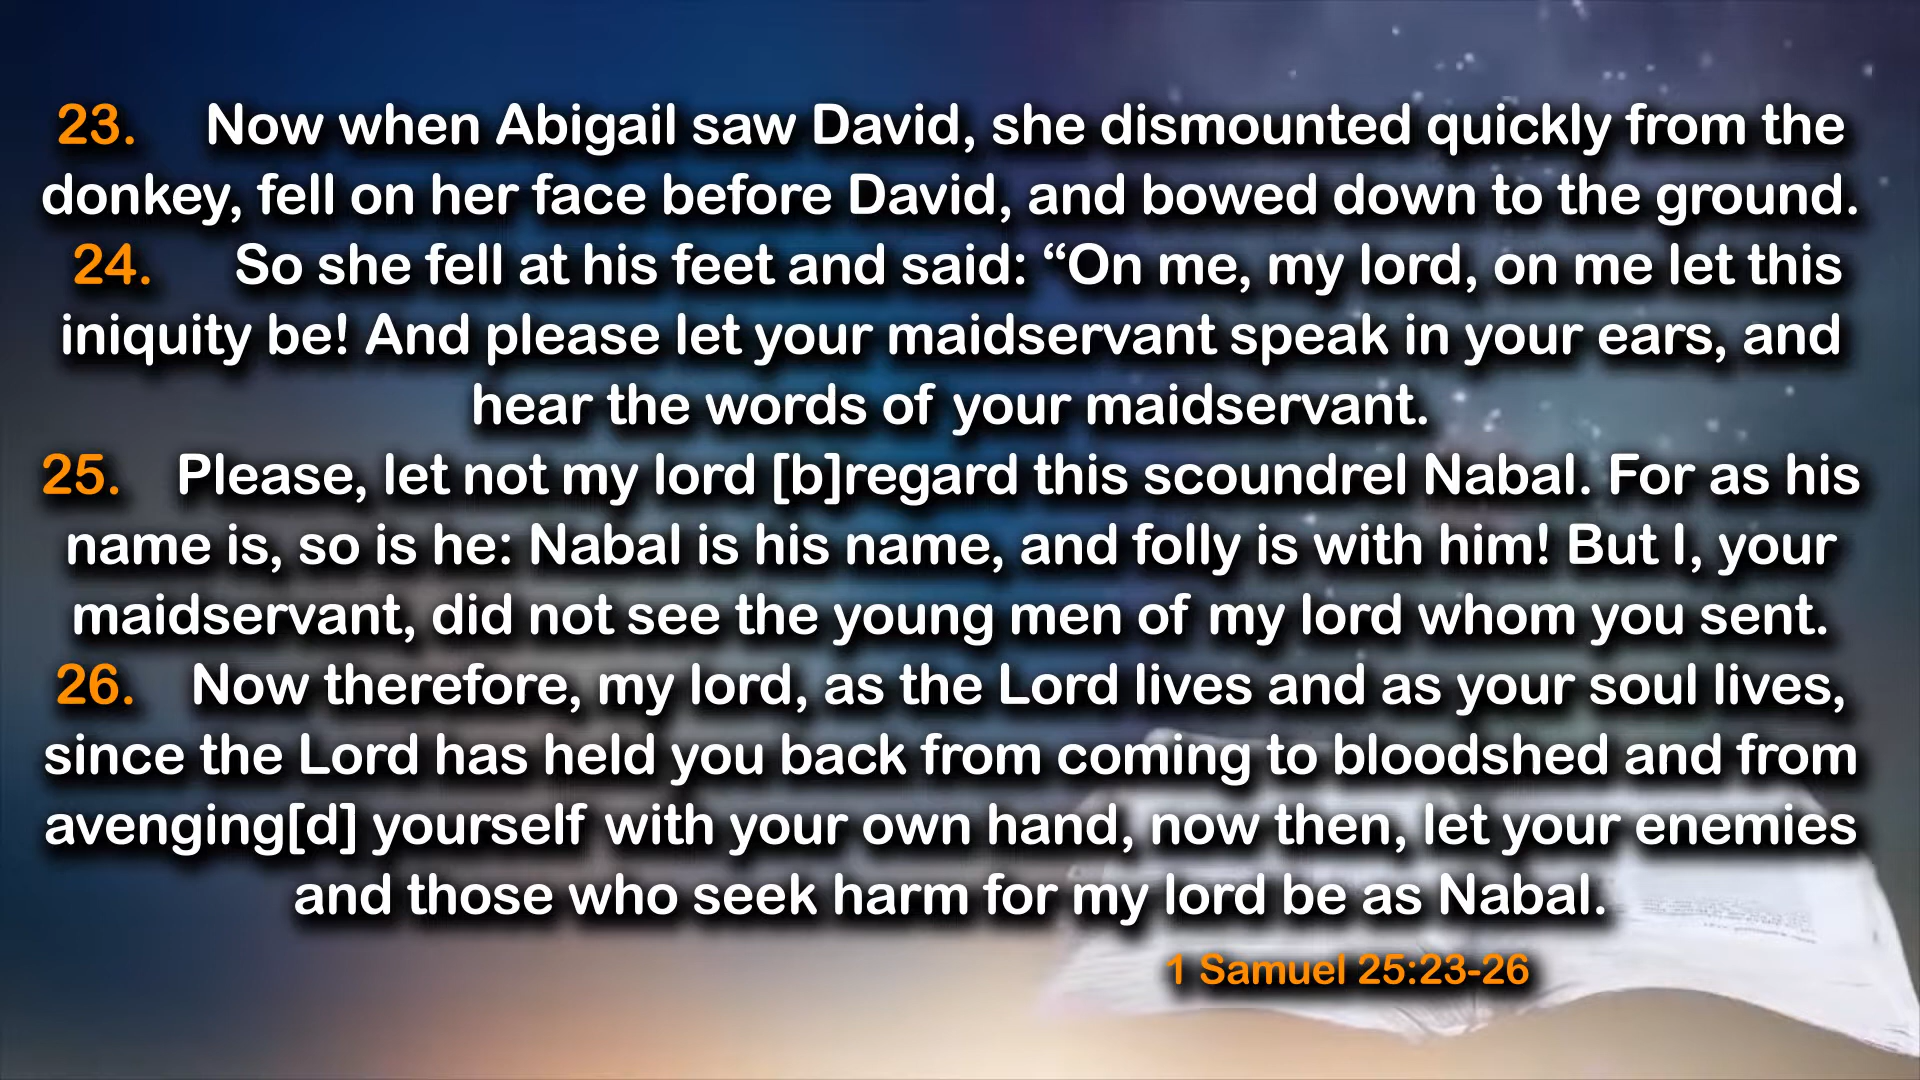 23. Now when Abigail saw David, she dismounted quickly from the
donkey, fell on her face before David, and bowed down to the ground.
24. So she fell at his feet and said: “On me, my lord, on me let this
iniquity be! And please let your maidservant speak in your ears, and
hear the words of your maidservant.
25. Please, let not my lord [b]regard this scoundrel Nabal. For as his
name is, so is he: Nabal is his name, and folly is with him! But I, your
maidservant, did not see the young men of my lord whom you sent.
26. Now therefore, my lord, as the Lord lives and as your soul lives,
since the Lord has held you back from coming to bloodshed and from
avenging[d] yourself with your own hand, now then, let your enemies
and those who seek harm for my lord be as Nabal.
1 Samuel 25:23-26